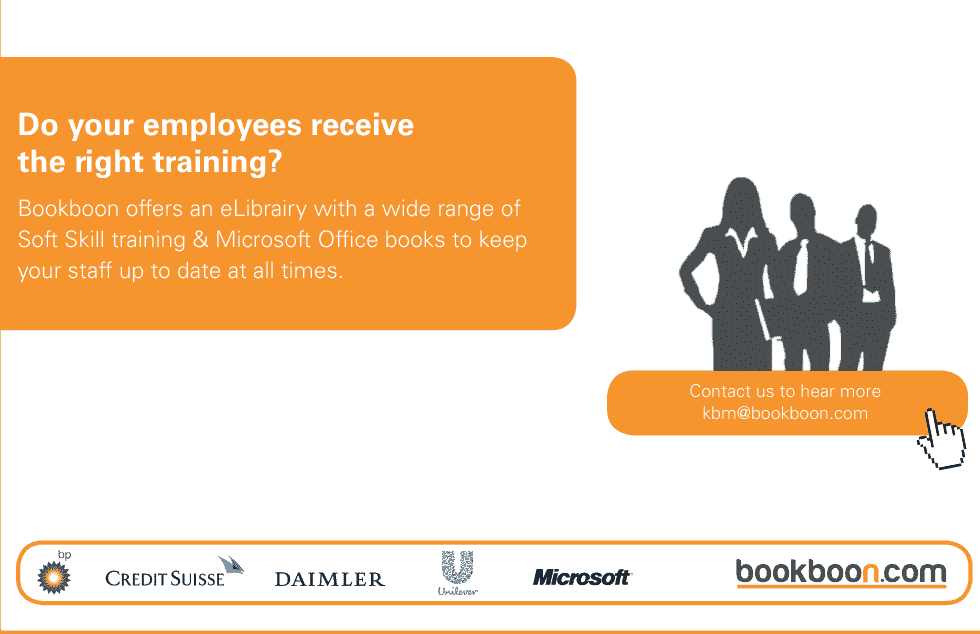 Do your employees receive
the right training?
Bookboon offers an eLibrairy with a wide range of
Soft Skill training & Microsoft Office books to keep
your staff up to date at all times.
Contact us to hear more
kbm@bookboon.com
bp
CREDIT SUISSE
DAIMLER
Unilever
Microsoft
bookboon.com